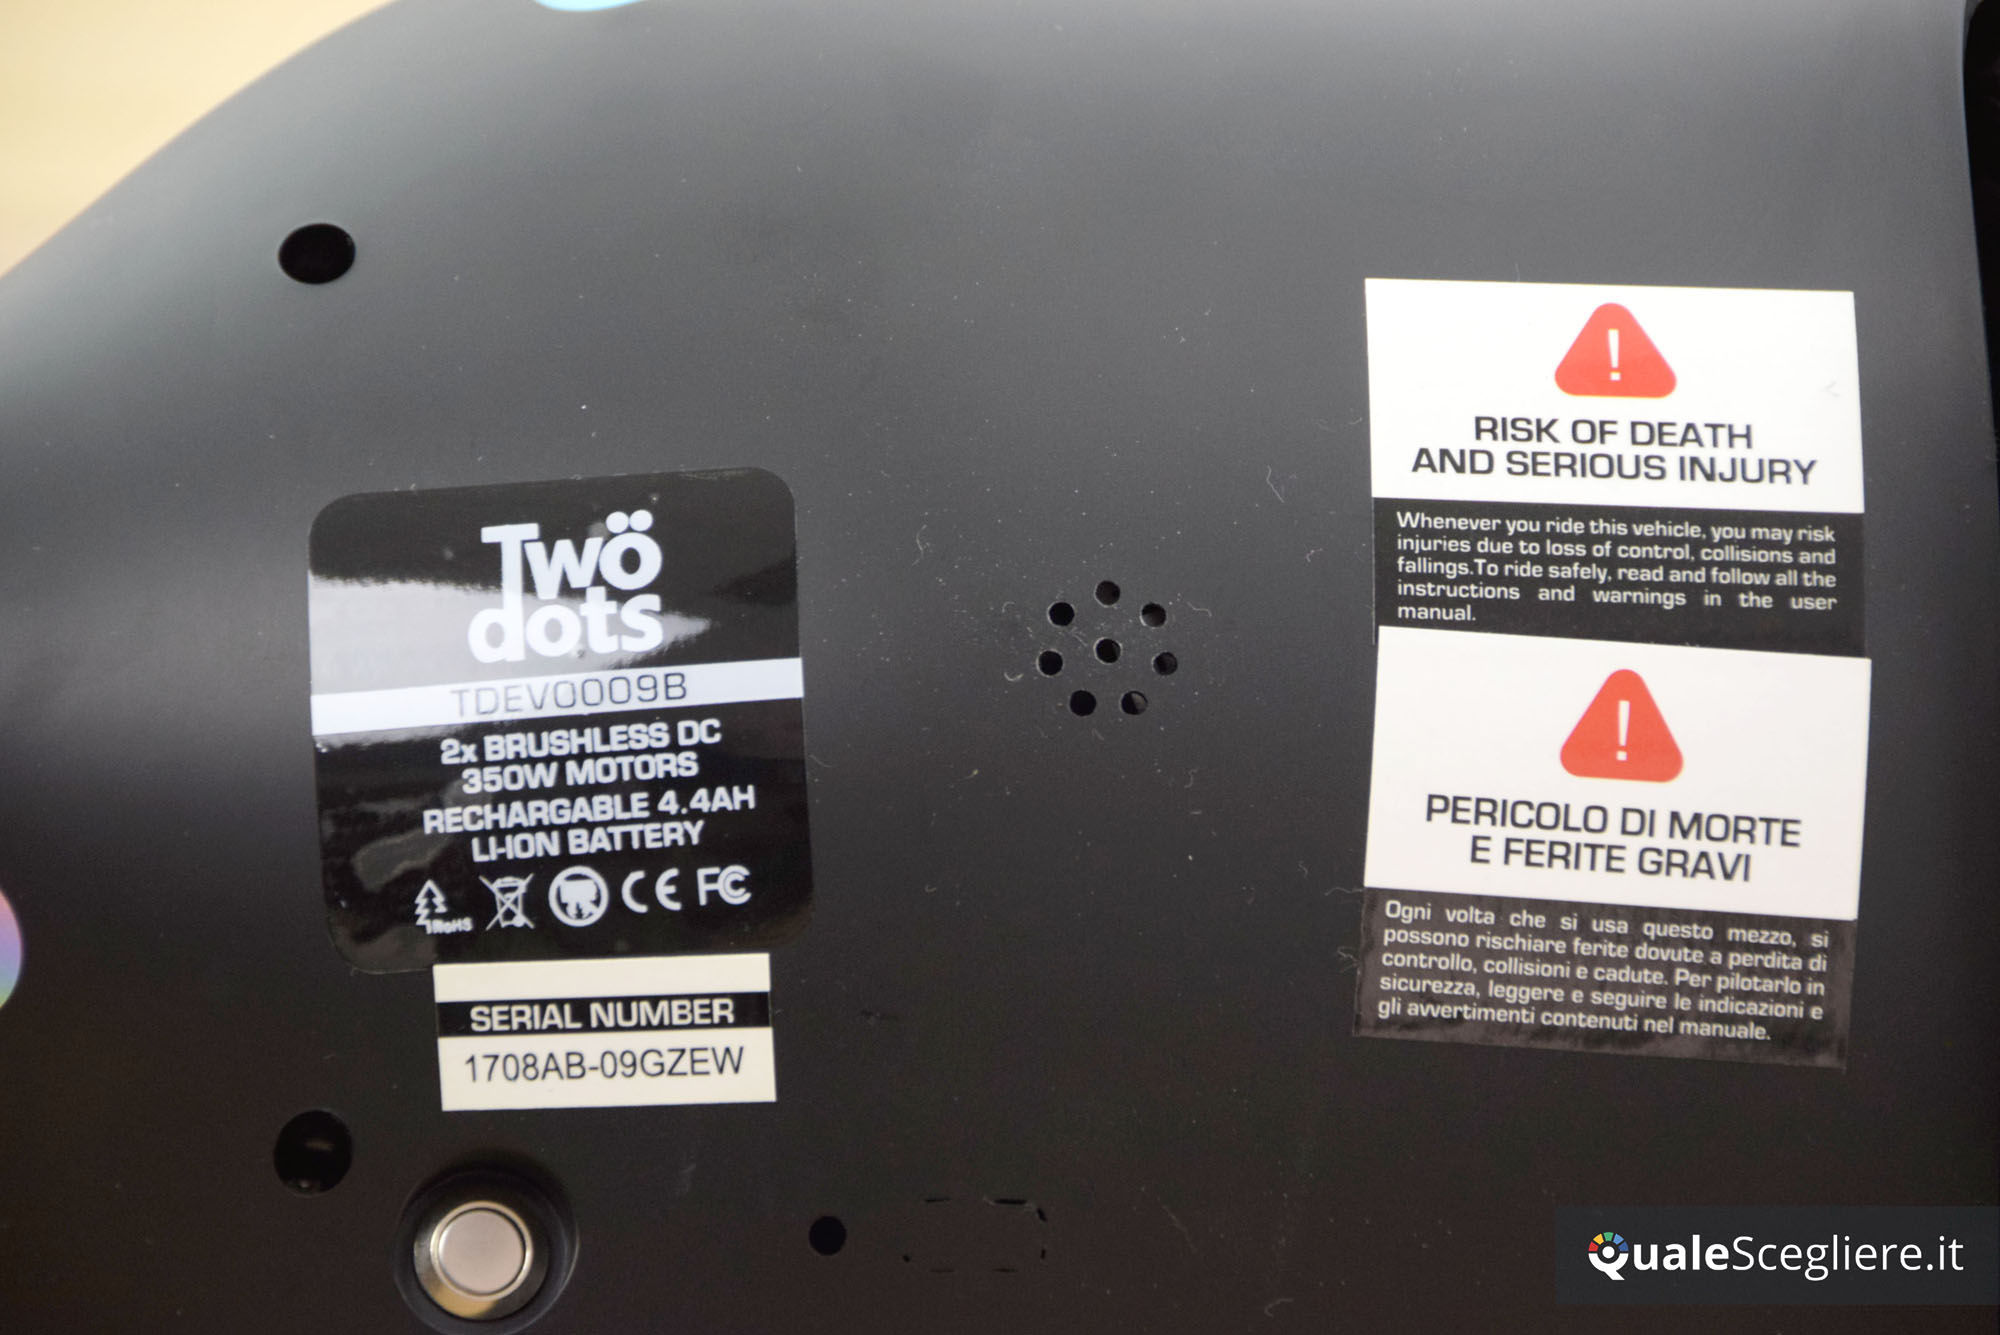 Twö
dots
TDEV0009B
2x BRUSHLESS DC
350W MOTORS
RECHARGABLE 4.4AH
LI-ION BATTERY
RoHS
CE FC
SERIAL NUMBER
1708AB-09GZEW
RISK OF DEATH
AND SERIOUS INJURY
Whenever you ride this vehicle, you may risk
injuries due to loss of control, collisions and
fallings.To ride safely, read and follow all the
instructions and warnings in the user
manual.
PERICOLO DI MORTE
E FERITE GRAVI
Ogni volta che si usa questo mezzo, si
possono rischiare ferite dovute a perdita di
controllo, collisioni e cadute. Per pilotarlo in
sicurezza, leggere e seguire le indicazioni e
gli avvertimenti contenuti nel manuale.
QualeScegliere.it